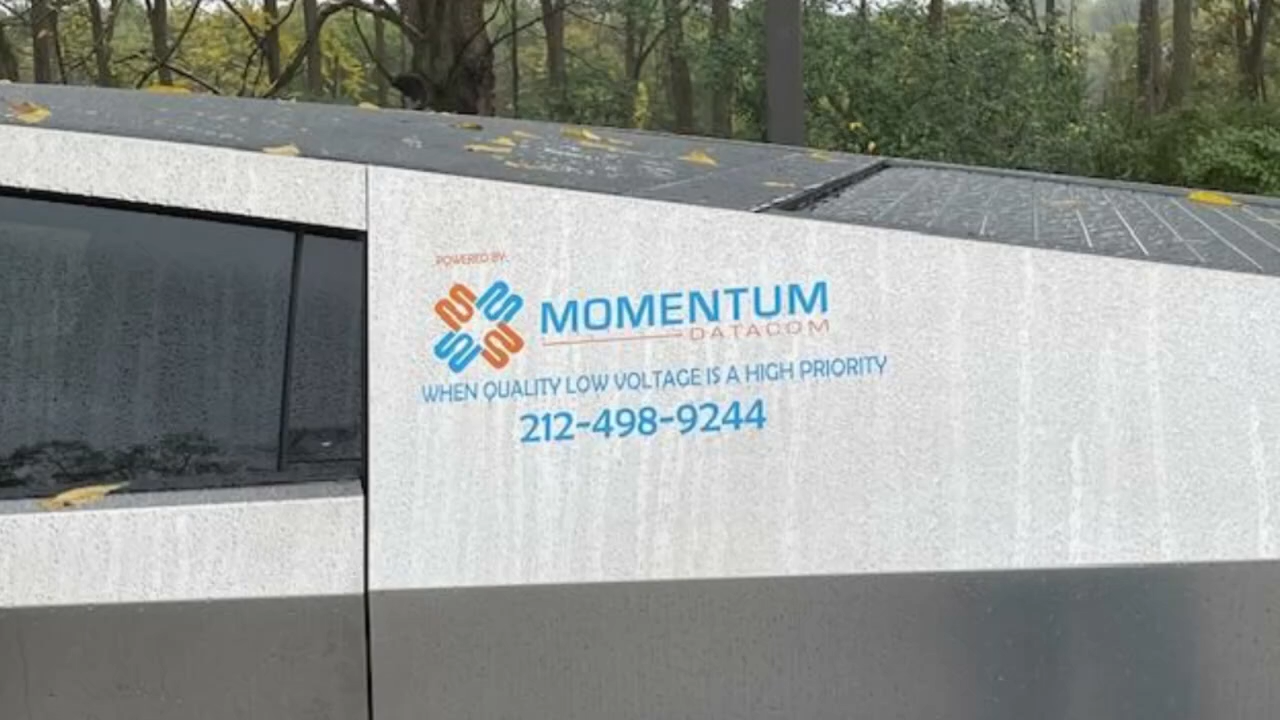 POWERED BY:
MOMENTUM
DATACOM
WHEN QUALITY LOW VOLTAGE IS A HIGH PRIORITY
212-498-9244